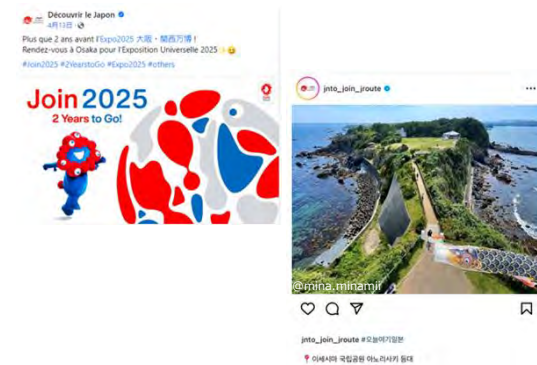 Découvrir le Japon
4月13日
Plus que 2 ans avant l'Expo2025 大阪・関西万博 !
Rendez-vous à Osaka pour l'Exposition Universelle 2025
#Join2025 #2YearstoGo #Expo2025 #others
Join 2025
2 Years to Go!
jnto_join_jroute
@mina.minamii
jnto_join_jroute #오늘여기일본
이세시마 국립공원 아노리사키 등대